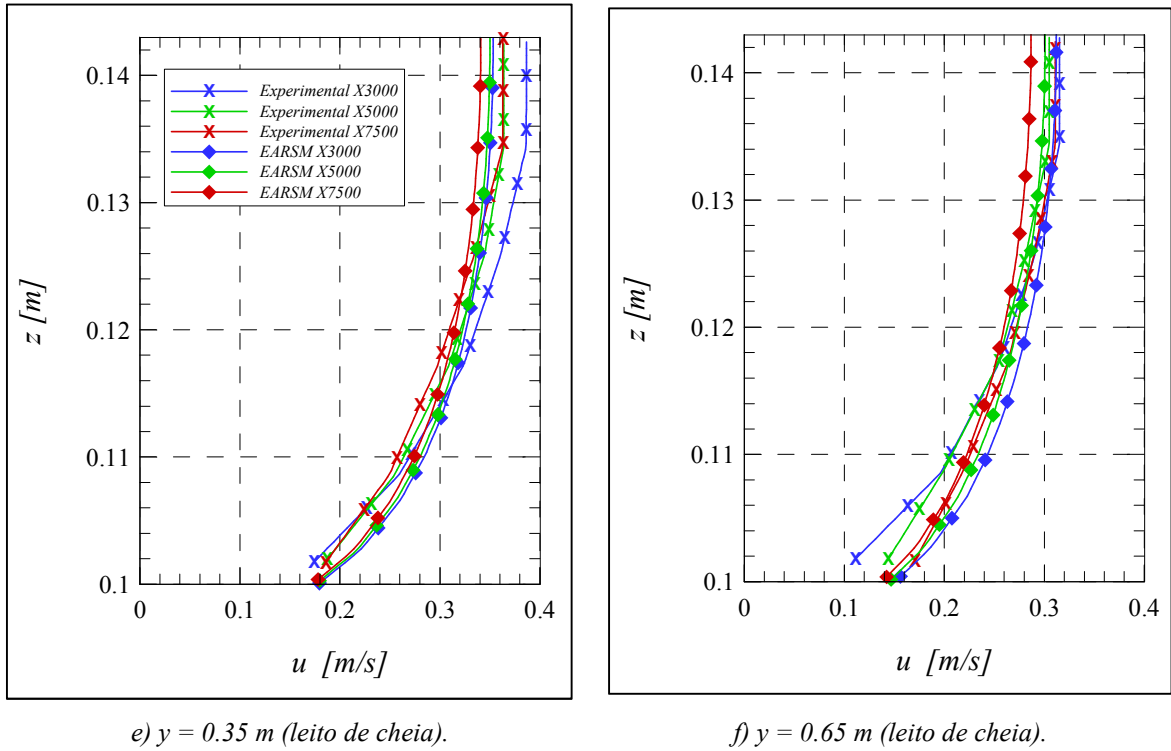 0.14
0.13
0.12
0.11
0.1
z [m]
Experimental X3000
Experimental X5000
Experimental X7500
EARSM X3000
EARSM X5000
EARSM X7500
0 0.1 0.2 0.3 0.4
u [m/s]
e) y = 0.35 m (leito de cheia).
0.14
0.13
0.12
0.11
0.1
z [m]
0 0.1 0.2 0.3 0.4
u [m/s]
f) y = 0.65 m (leito de cheia).